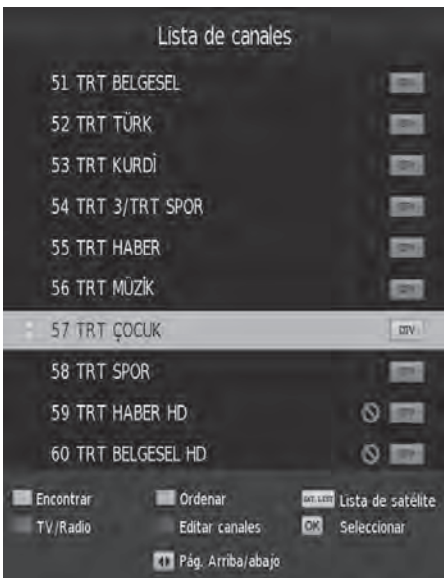 Lista de canales
51 TRT BELGESEL
52 TRT TÜRK
53 TRT KURDİ
54 TRT 3/TRT SPOR
55 TRT HABER
56 TRT MÜZİK
57 TRT ÇOCUK DTV
58 TRT SPOR
59 TRT HABER HD
60 TRT BELGESEL HD
Encontrar Ordenar Lista de satélite
TV/Radio Editar canales OK Seleccionar
Pág. Arriba/abajo